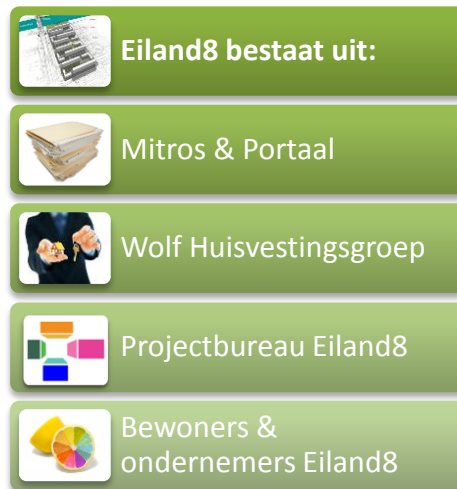 Eiland8 bestaat uit:
Mitros & Portaal
Wolf Huisvestingsgroep
Projectbureau Eiland8
Bewoners &
ondernemers Eiland8